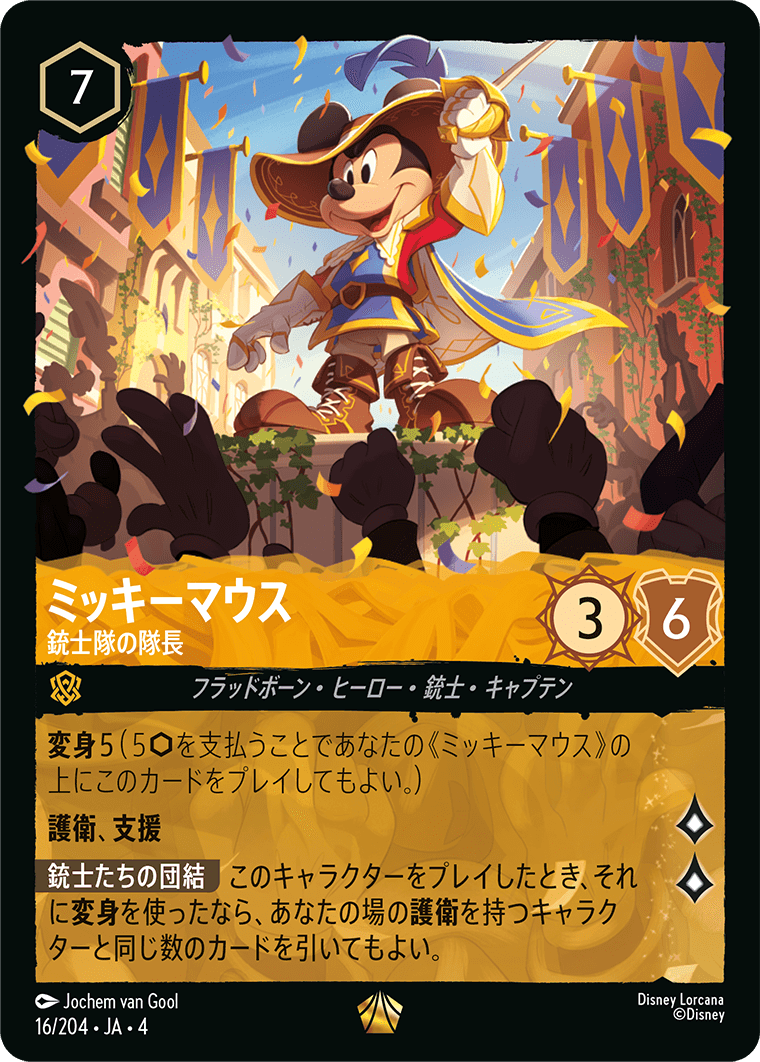 7
ミッキーマウス
銃士隊の隊長
3
6
フラッドボーン・ヒーロー・銃士・キャプテン
変身5(5⬡を支払うことであなたの《ミッキーマウス》の
上にこのカードをプレイしてもよい。)
護衛、支援
銃士たちの団結 このキャラクターをプレイしたとき、それ
に変身を使ったなら、あなたの場の護衛を持つキャラク
ターと同じ数のカードを引いてもよい。
Jochem van Gool
16/204・JA・4
Disney Lorcana
©Disney